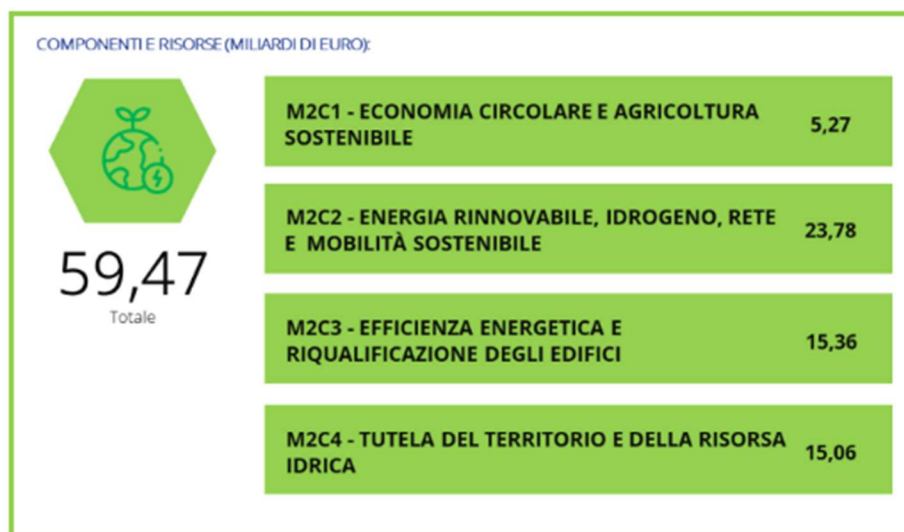 COMPONENTI E RISORSE (MILIARDI DI EURO):
59,47
Totale
M2C1 - ECONOMIA CIRCOLARE E AGRICOLTURA
SOSTENIBILE
5,27
M2C2 - ENERGIA RINNOVABILE, IDROGENO, RETE
E MOBILITÀ SOSTENIBILE
23,78
M2C3 - EFFICIENZA ENERGETICA E
RIQUALIFICAZIONE DEGLI EDIFICI
15,36
M2C4 - TUTELA DEL TERRITORIO E DELLA RISORSA
IDRICA
15,06